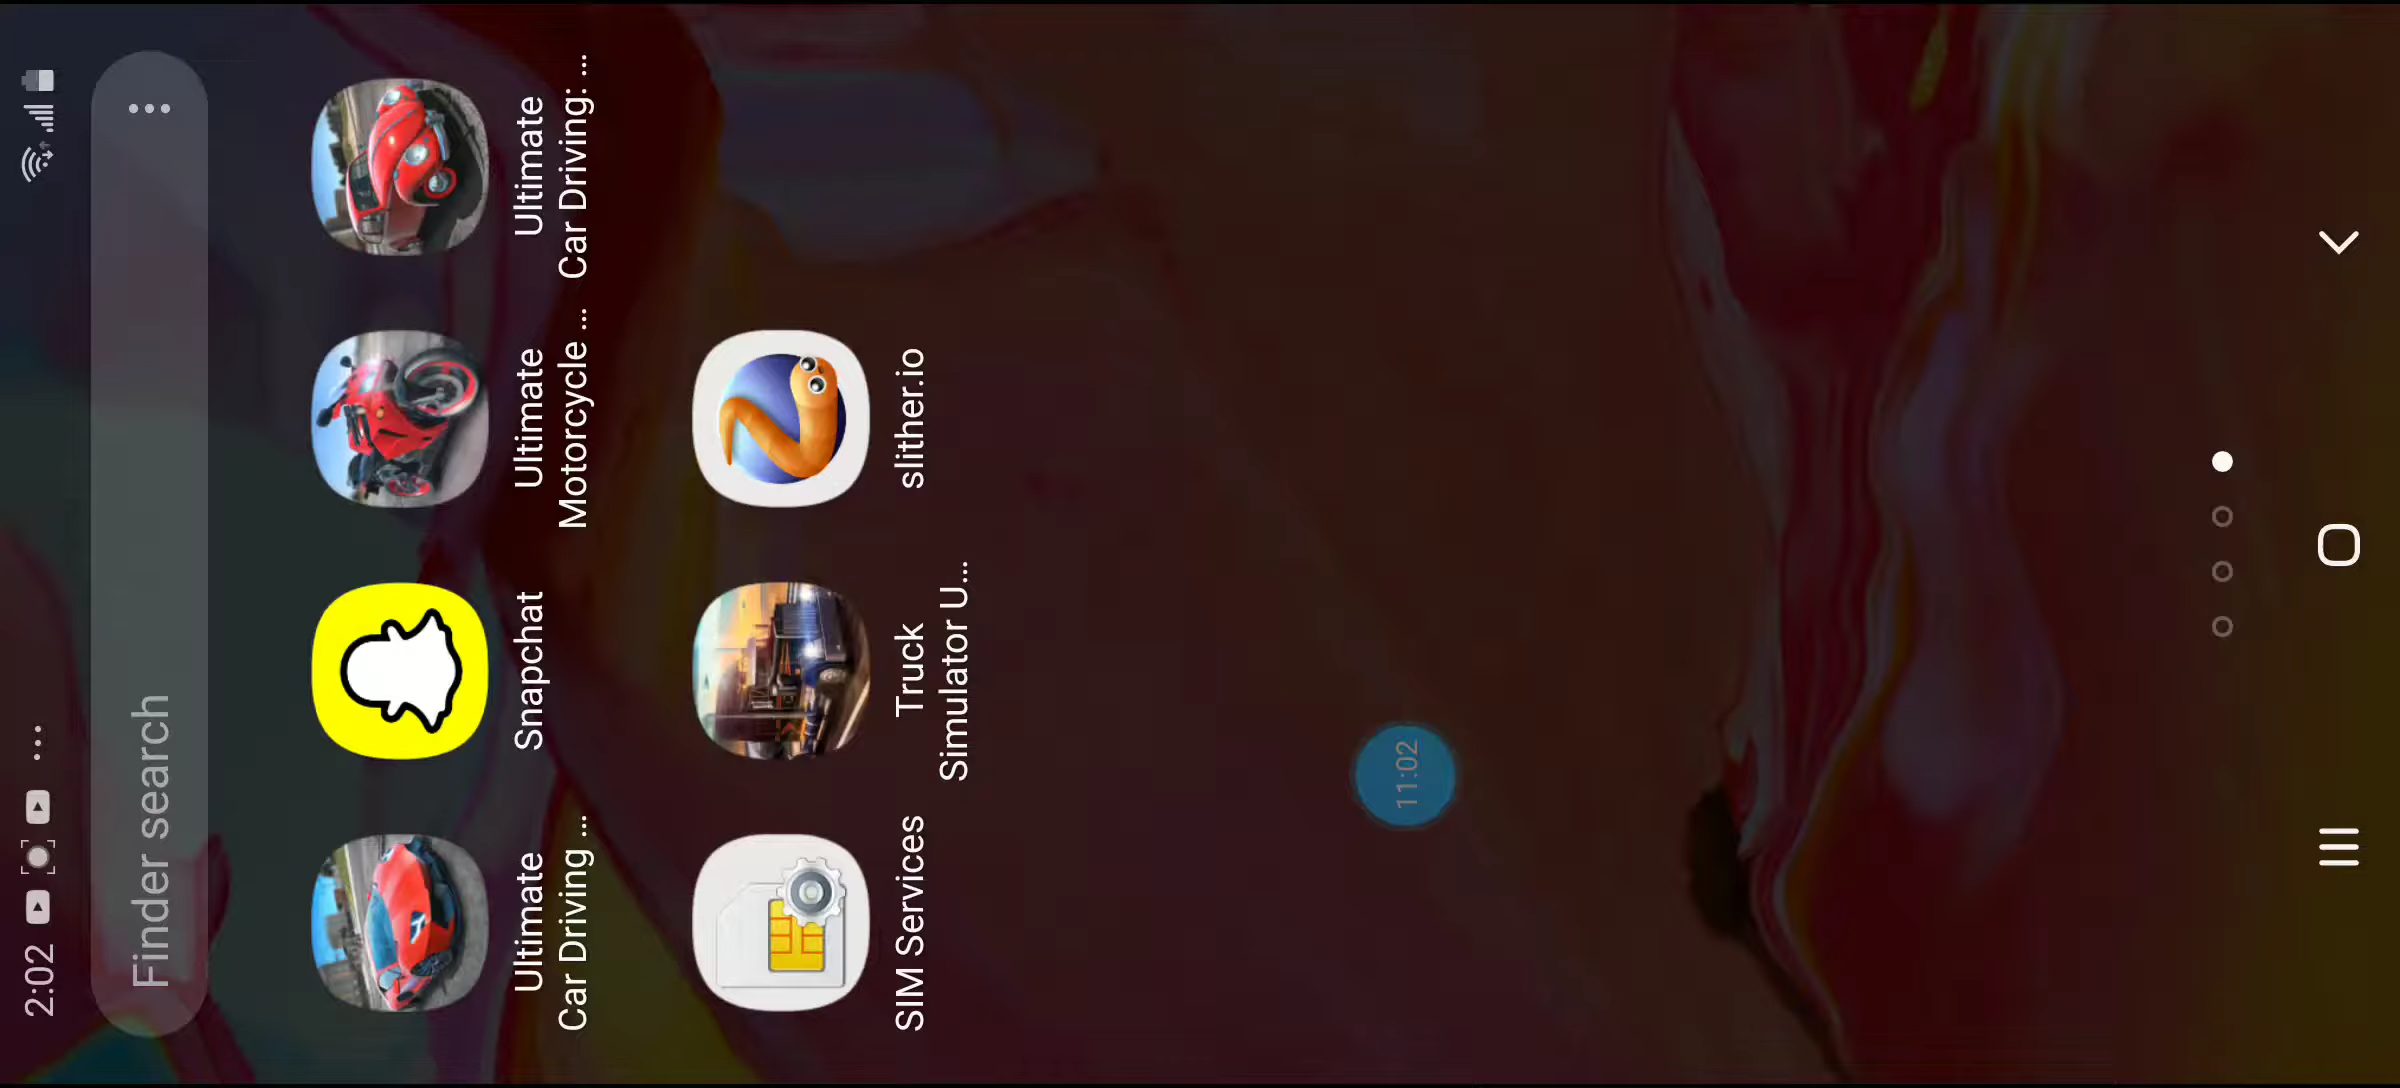 2:02
Finder search
Ultimate
Car Driving ...
Snapchat
Ultimate
Motorcycle ...
Ultimate
Car Driving: ...
SIM Services
Truck
Simulator U...
slither.io
11:02